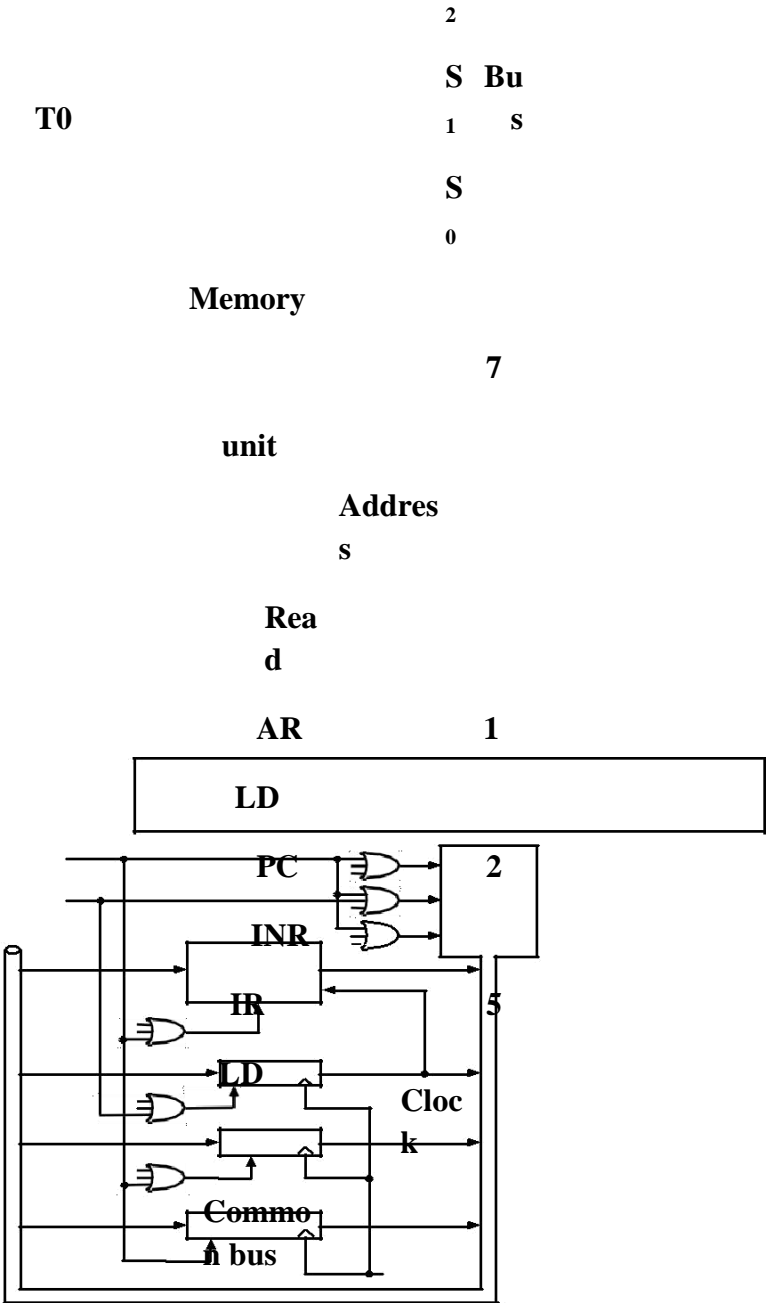 2
S Bu
T0
1 s
S
0
Memory
7
unit
Addres
s
Rea
d
AR 1
LD
PC 2
INR
IR 5
LD
Cloc
k
Commo
n bus